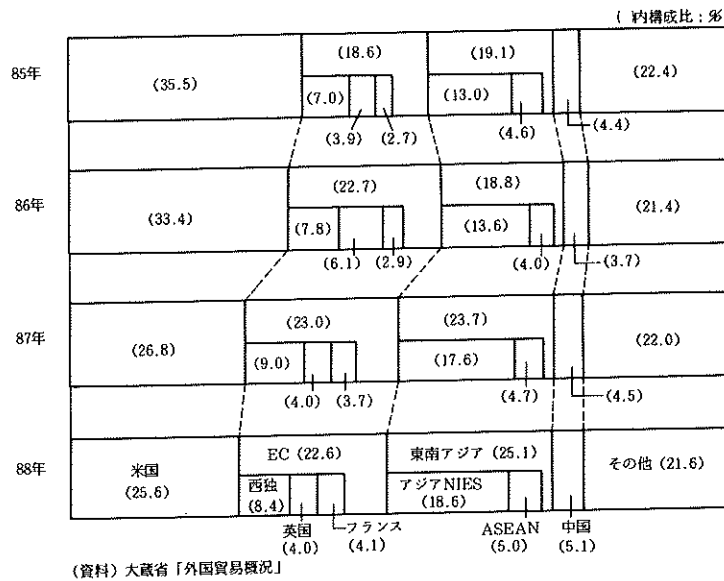 ( )内構成比:%
(18.6) (19.1)
85年 (35.5) (7.0) (13.0) (22.4)
(3.9) (2.7) (4.6) (4.4)
(22.7) (18.8)
86年 (33.4) (7.8) (13.6) (21.4)
(6.1) (2.9) (4.0) (3.7)
(23.0) (23.7)
87年 (26.8) (9.0) (17.6) (22.0)
(4.0) (3.7) (4.7) (4.5)
EC (22.6) 東南アジア (25.1)
88年 米国 西独 アジアNIES その他 (21.6)
(25.6) (8.4) (18.6)
英国 フランス ASEAN 中国
(4.0) (4.1) (5.0) (5.1)
(資料) 大蔵省「外国貿易概況」